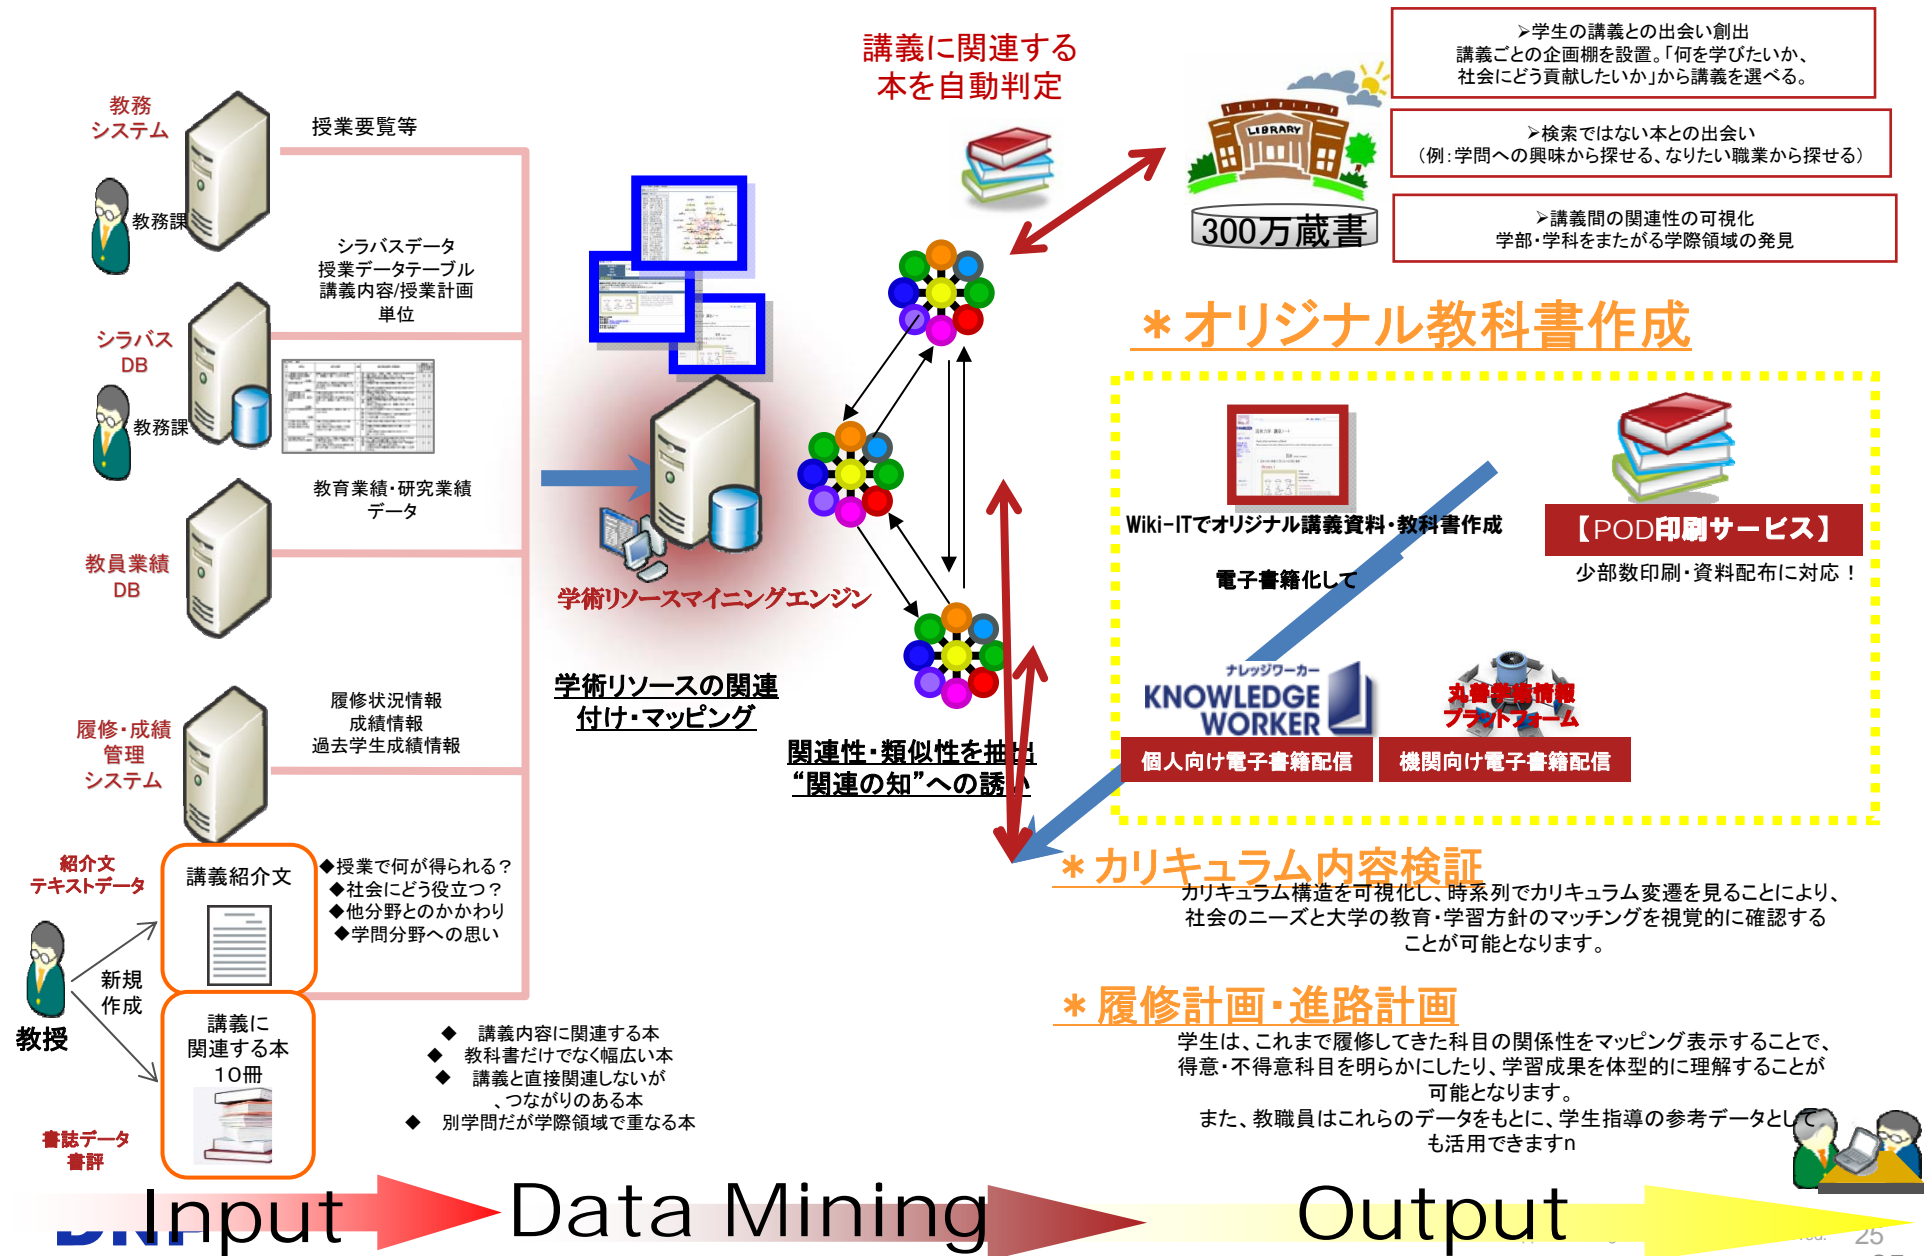 教務
システム
教務課
授業要覧等
シラバスデータ
授業データテーブル
講義内容/授業計画
単位
シラバス
DB
教務課
教育業績・研究業績
データ
教員業績
DB
履修状況情報
成績情報
過去学生成績情報
履修・成績
管理
システム
紹介文
テキストデータ
講義紹介文
◆授業で何が得られる？
◆社会にどう役立つ？
◆他分野とのかかわり
◆学問分野への思い
新規
作成
教授
講義に
関連する本
10冊
◆ 講義内容に関連する本
◆ 教科書だけでなく幅広い本
◆ 講義と直接関連しないが
、つながりのある本
◆ 別学問だが学際領域で重なる本
書誌データ
書評
学術リソースマイニングエンジン
学術リソースの関連
付け・マッピング
関連性・類似性を抽出
“関連の知”への誘い
講義に関連する
本を自動判定
LIBRARY
300万蔵書
➢学生の講義との出会い創出
講義ごとの企画棚を設置。「何を学びたいか、
社会にどう貢献したいか」から講義を選べる。
➢検索ではない本との出会い
（例：学問への興味から探せる、なりたい職業から探せる）
➢講義間の関連性の可視化
学部・学科をまたがる学際領域の発見
＊オリジナル教科書作成
Wiki-ITでオリジナル講義資料・教科書作成
電子書籍化して
【POD印刷サービス】
少部数印刷・資料配布に対応！
ナレッジワーカー
KNOWLEDGE
WORKER
個人向け電子書籍配信
丸善学術情報
プラットフォーム
機関向け電子書籍配信
＊カリキュラム内容検証
カリキュラム構造を可視化し、時系列でカリキュラム変遷を見ることにより、
社会のニーズと大学の教育・学習方針のマッチングを視覚的に確認する
ことが可能となります。
＊履修計画・進路計画
学生は、これまで履修してきた科目の関係性をマッピング表示することで、
得意・不得意科目を明らかにしたり、学習成果を体型的に理解することが
可能となります。
また、教職員はこれらのデータをもとに、学生指導の参考データとして
も活用できますn
Input
Data Mining
Output
DNP
25